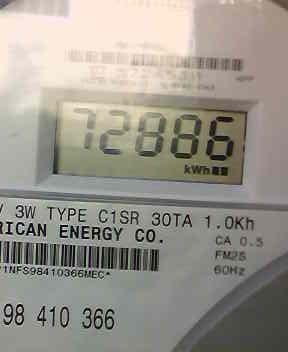 72886
kWh
V 3W TYPE C1SR 30TA 1.0Kh
RICAN ENERGY CO.
CA 0.5
FM2S
60Hz
1NFS98410366MEC*
98 410 366